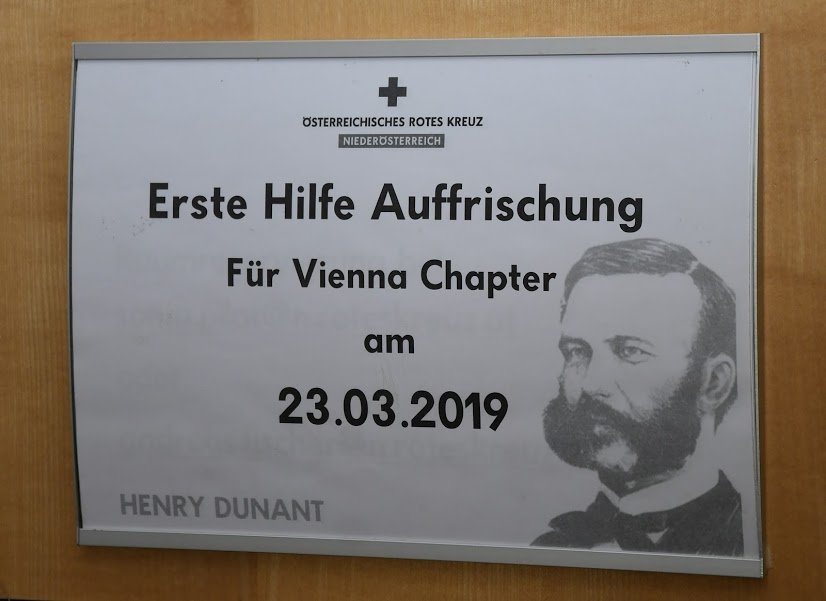 ÖSTERREICHISCHES ROTES KREUZ
NIEDERÖSTERREICH
Erste Hilfe Auffrischung
Für Vienna Chapter
am
23.03.2019
HENRY DUNANT